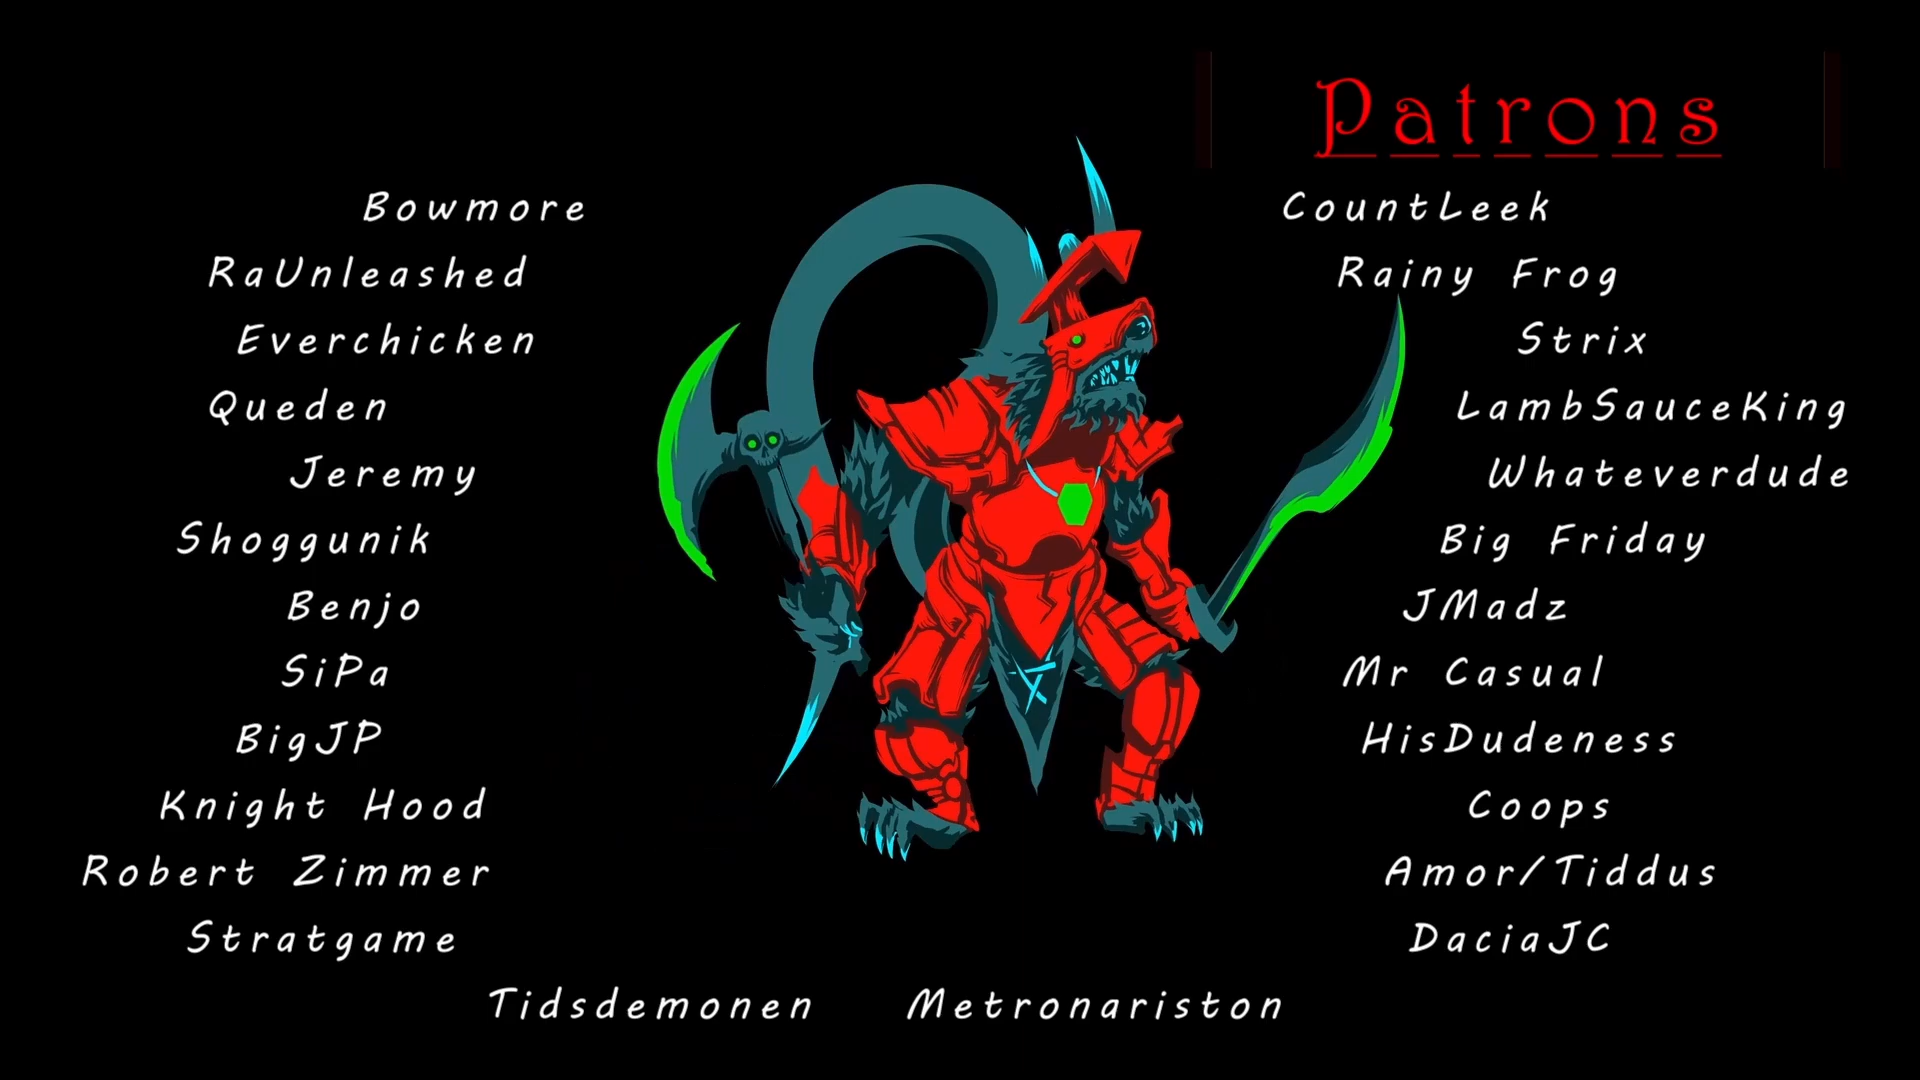 Patrons
Bowmore
RaUnleashed
Everchicken
Queden
Jeremy
Shoggunik
Benjo
SiPa
BigJP
Knight Hood
Robert Zimmer
Stratgame
CountLeek
Rainy Frog
Strix
LambSauceKing
Whateverdude
Big Friday
JMadz
Mr Casual
HisDudeness
Coops
Amor/Tiddus
DaciaJC
Tidsdemonen
Metronariston